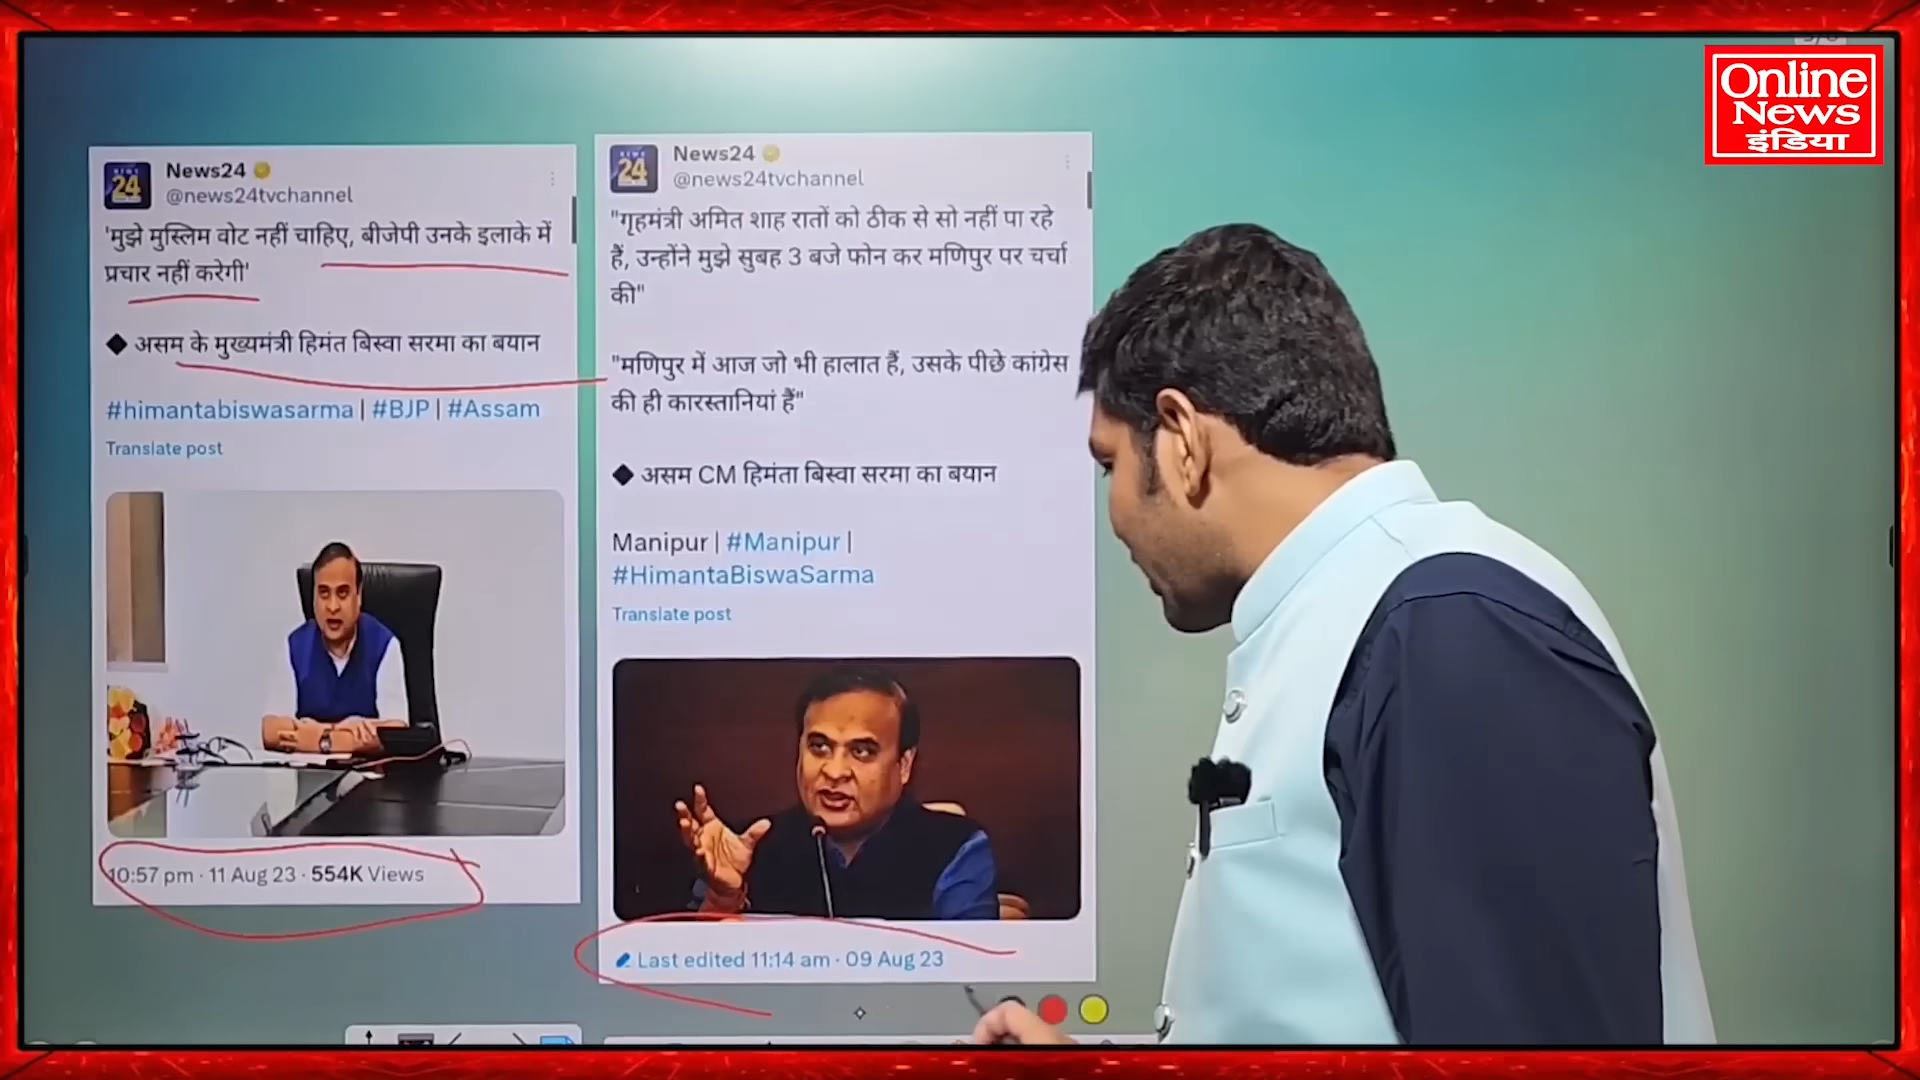 Online
News
इंडिया
News24
@news24tvchannel
'मुझे मुस्लिम वोट नहीं चाहिए, बीजेपी उनके इलाके में
प्रचार नहीं करेगी'
◆ असम के मुख्यमंत्री हिमंत बिस्वा सरमा का बयान
#himantabiswasarma | #BJP | #Assam
Translate post
10:57 pm · 11 Aug 23 · 554K Views
News24
@news24tvchannel
"गृहमंत्री अमित शाह रातों को ठीक से सो नहीं पा रहे
हैं, उन्होंने मुझे सुबह 3 बजे फोन कर मणिपुर पर चर्चा
की"
"मणिपुर में आज जो भी हालात हैं, उसके पीछे कांग्रेस
की ही कारस्तानियां हैं"
◆ असम CM हिमंता बिस्वा सरमा का बयान
Manipur | #Manipur |
#HimantaBiswaSarma
Translate post
Last edited 11:14 am · 09 Aug 23